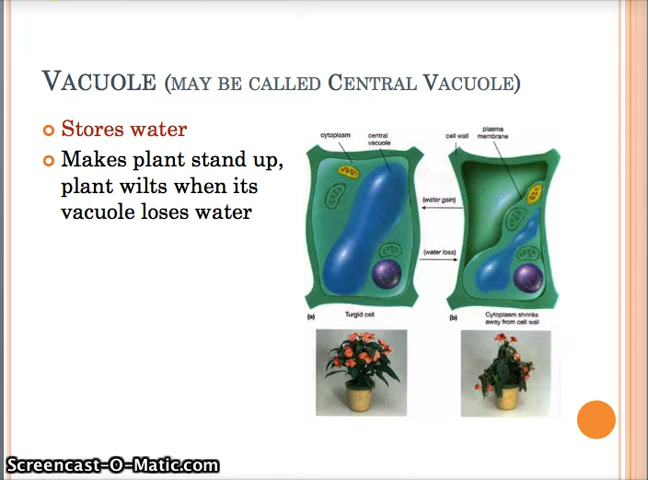 VACUOLE (MAY BE CALLED CENTRAL VACUOLE)
Stores water
Makes plant stand up,
plant wilts when its
vacuole loses water
cytoplasm
central
vacuole
cell wall
plasma
membrane
(water gain)
(water loss)
(a) Turgid cell
(b) Cytoplasm shrinks
away from cell wall
Screencast-O-Matic.com